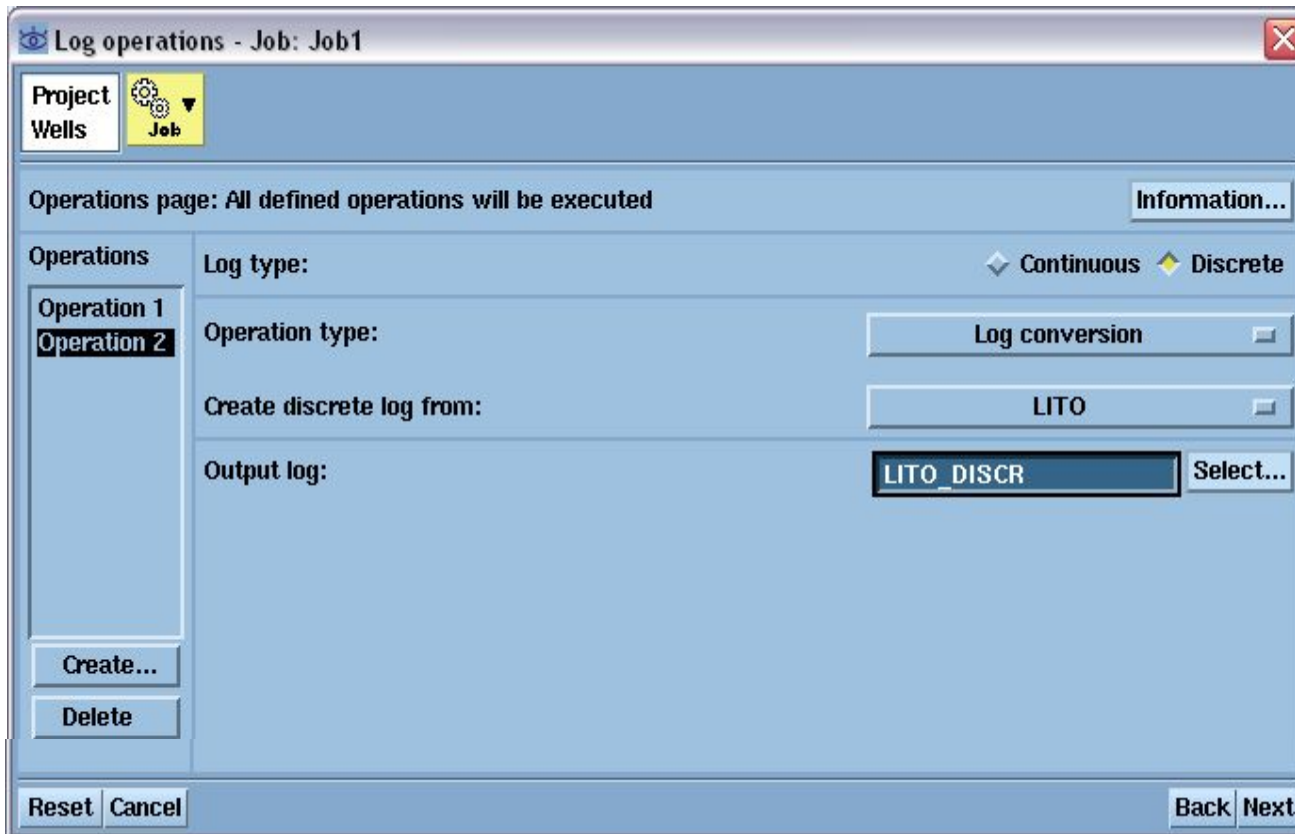 Log operations - Job: Job1
Project
Wells
Job
Operations page: All defined operations will be executed
Information...
Operations
Log type:
Continuous
Discrete
Operation 1
Operation 2
Operation type:
Log conversion
Create discrete log from:
LITO
Output log:
LITO_DISCR
Select...
Create...
Delete
Reset
Cancel
Back
Next